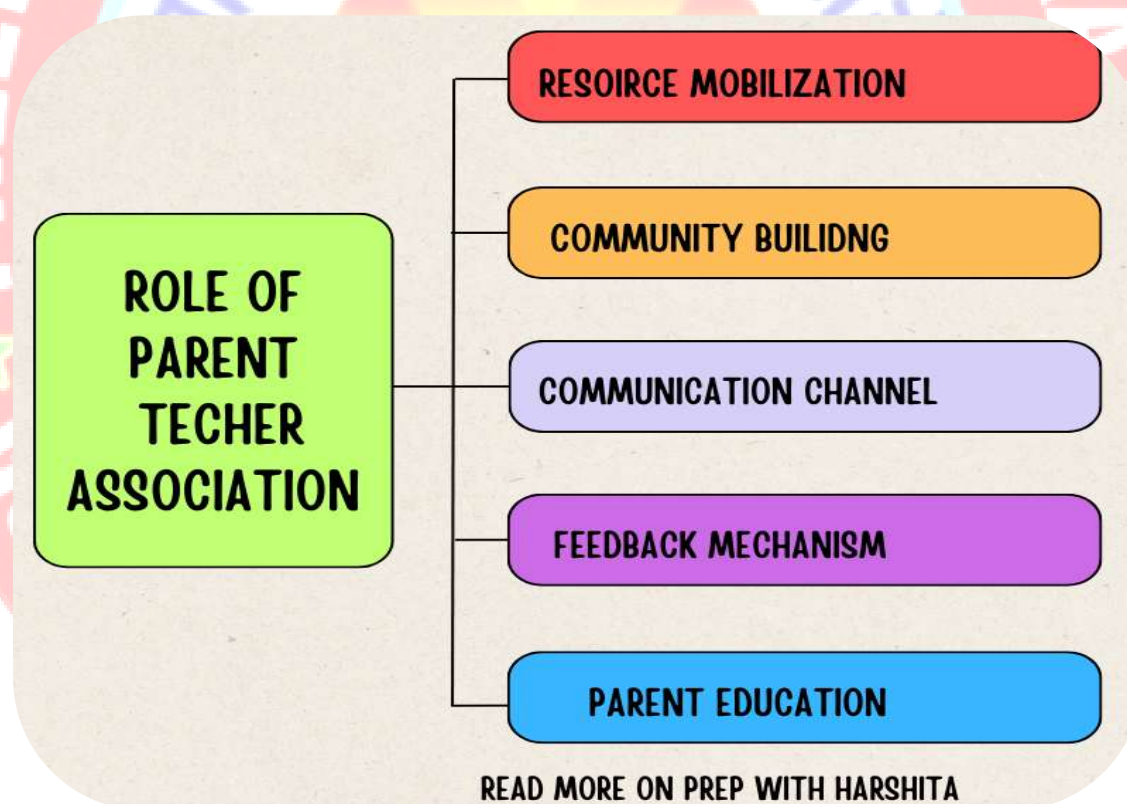 ROLE OF
PARENT
TECHER
ASSOCIATION
RESOIRCE MOBILIZATION
COMMUNITY BUILIDNG
COMMUNICATION CHANNEL
FEEDBACK MECHANISM
PARENT EDUCATION
READ MORE ON PREP WITH HARSHITA